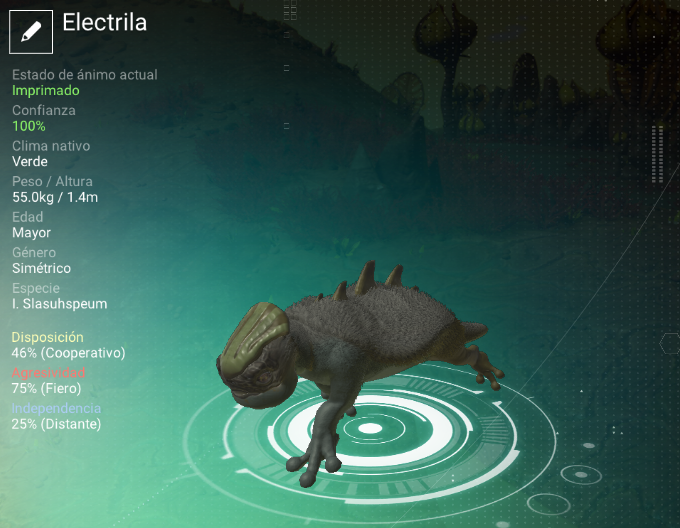 Electrila
Estado de ánimo actual
Imprimado
Confianza
100%
Clima nativo
Verde
Peso / Altura
55.0kg / 1.4m
Edad
Mayor
Género
Simétrico
Especie
I. Slasuhspeum
Disposición
46% (Cooperativo)
Agresividad
75% (Fiero)
Independencia
25% (Distante)